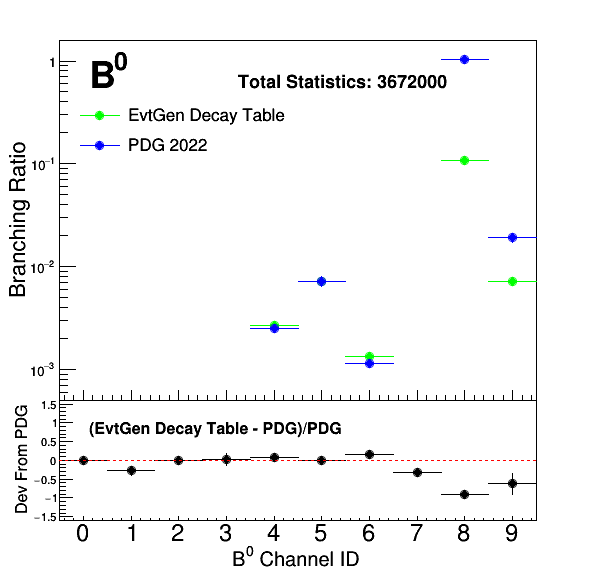 B0
Total Statistics: 3672000
EvtGen Decay Table
PDG 2022
Branching Ratio
1
10−1
10−2
10−3
(EvtGen Decay Table - PDG)/PDG
Dev From PDG
1.5
1
0.5
0
−0.5
−1
−1.5
0 1 2 3 4 5 6 7 8 9
B0 Channel ID